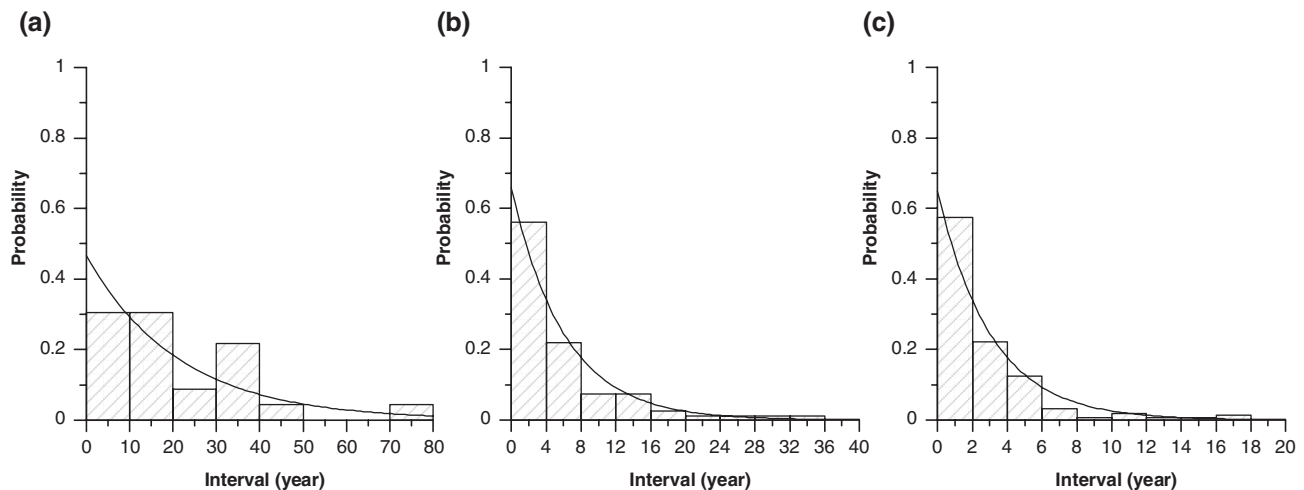 (a)
1
0.8
0.6
0.4
0.2
0
Probability
0 10 20 30 40 50 60 70 80
Interval (year)
(b)
1
0.8
0.6
0.4
0.2
0
Probability
0 4 8 12 16 20 24 28 32 36 40
Interval (year)
(c)
1
0.8
0.6
0.4
0.2
0
Probability
0 2 4 6 8 10 12 14 16 18 20
Interval (year)